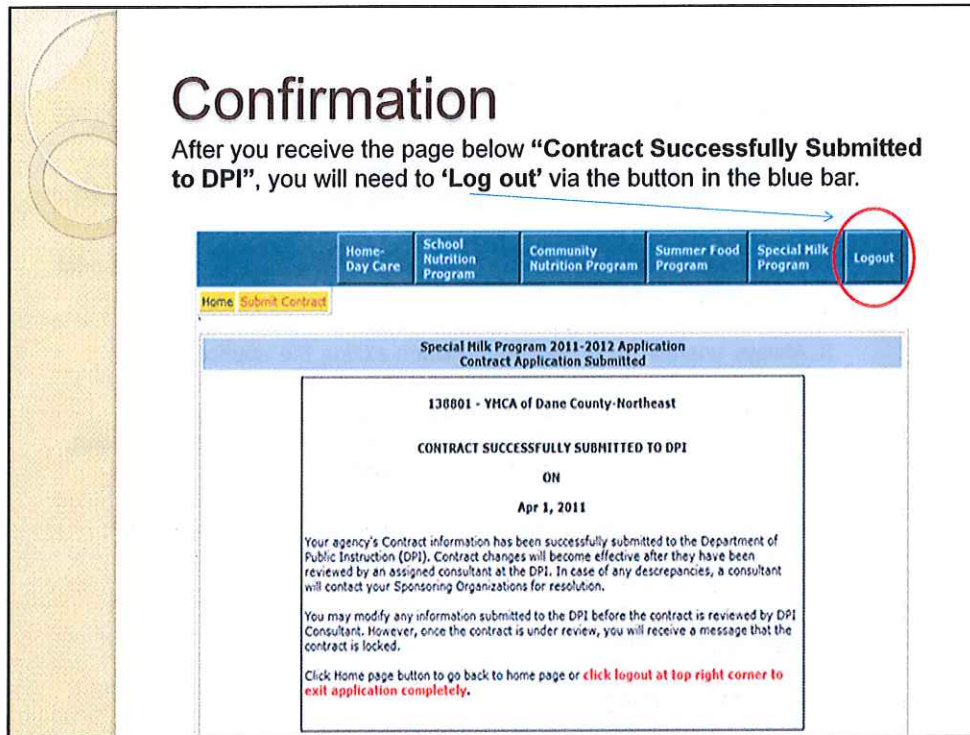 Confirmation
After you receive the page below “Contract Successfully Submitted
to DPI”, you will need to ‘Log out’ via the button in the blue bar.
Home-
Day Care
School
Nutrition
Program
Community
Nutrition Program
Summer Food
Program
Special Milk
Program
Logout
Home Submit Contract
Special Milk Program 2011-2012 Application
Contract Application Submitted
138801 - YMCA of Dane County-Northeast
CONTRACT SUCCESSFULLY SUBMITTED TO DPI
ON
Apr 1, 2011
Your agency's Contract information has been successfully submitted to the Department of
Public Instruction (DPI). Contract changes will become effective after they have been
reviewed by an assigned consultant at the DPI. In case of any descrepancies, a consultant
will contact your Sponsoring Organizations for resolution.
You may modify any information submitted to the DPI before the contract is reviewed by DPI
Consultant. However, once the contract is under review, you will receive a message that the
contract is locked.
Click Home page button to go back to home page or click logout at top right corner to
exit application completely.